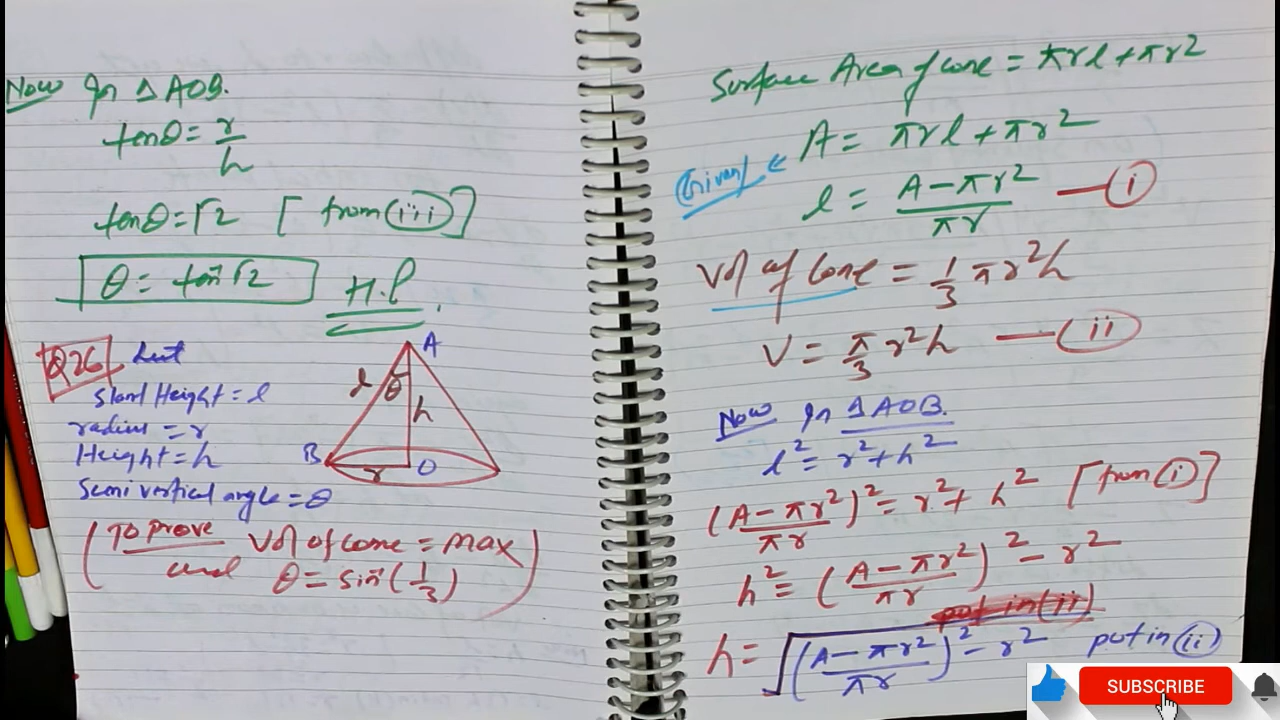 Now In △AOB.
tanθ = r/h
tanθ = √2 [from (iii)]
θ = tan⁻√2
H.P.
Q26 Let
Slant Height = l
radius = r
Height = h
Semi vertical angle = θ
A
l θ
h
B r O
(To prove Vol of cone = max
and θ = sin⁻(1/3))
Surface Area of cone = πrl + πr²
(Given) ← A = πrl + πr²
l = (A-πr²)/(πr) — (i)
Vol of Cone = 1/3 πr²h
V = π/3 r²h — (ii)
Now In △AOB.
l² = r² + h²
((A-πr²)/(πr))² = r² + h² [from (i)]
h² = ((A-πr²)/(πr))² - r²
put in (ii)
h = √(((A-πr²)/(πr))² - r²) put in (ii)
SUBSCRIBE